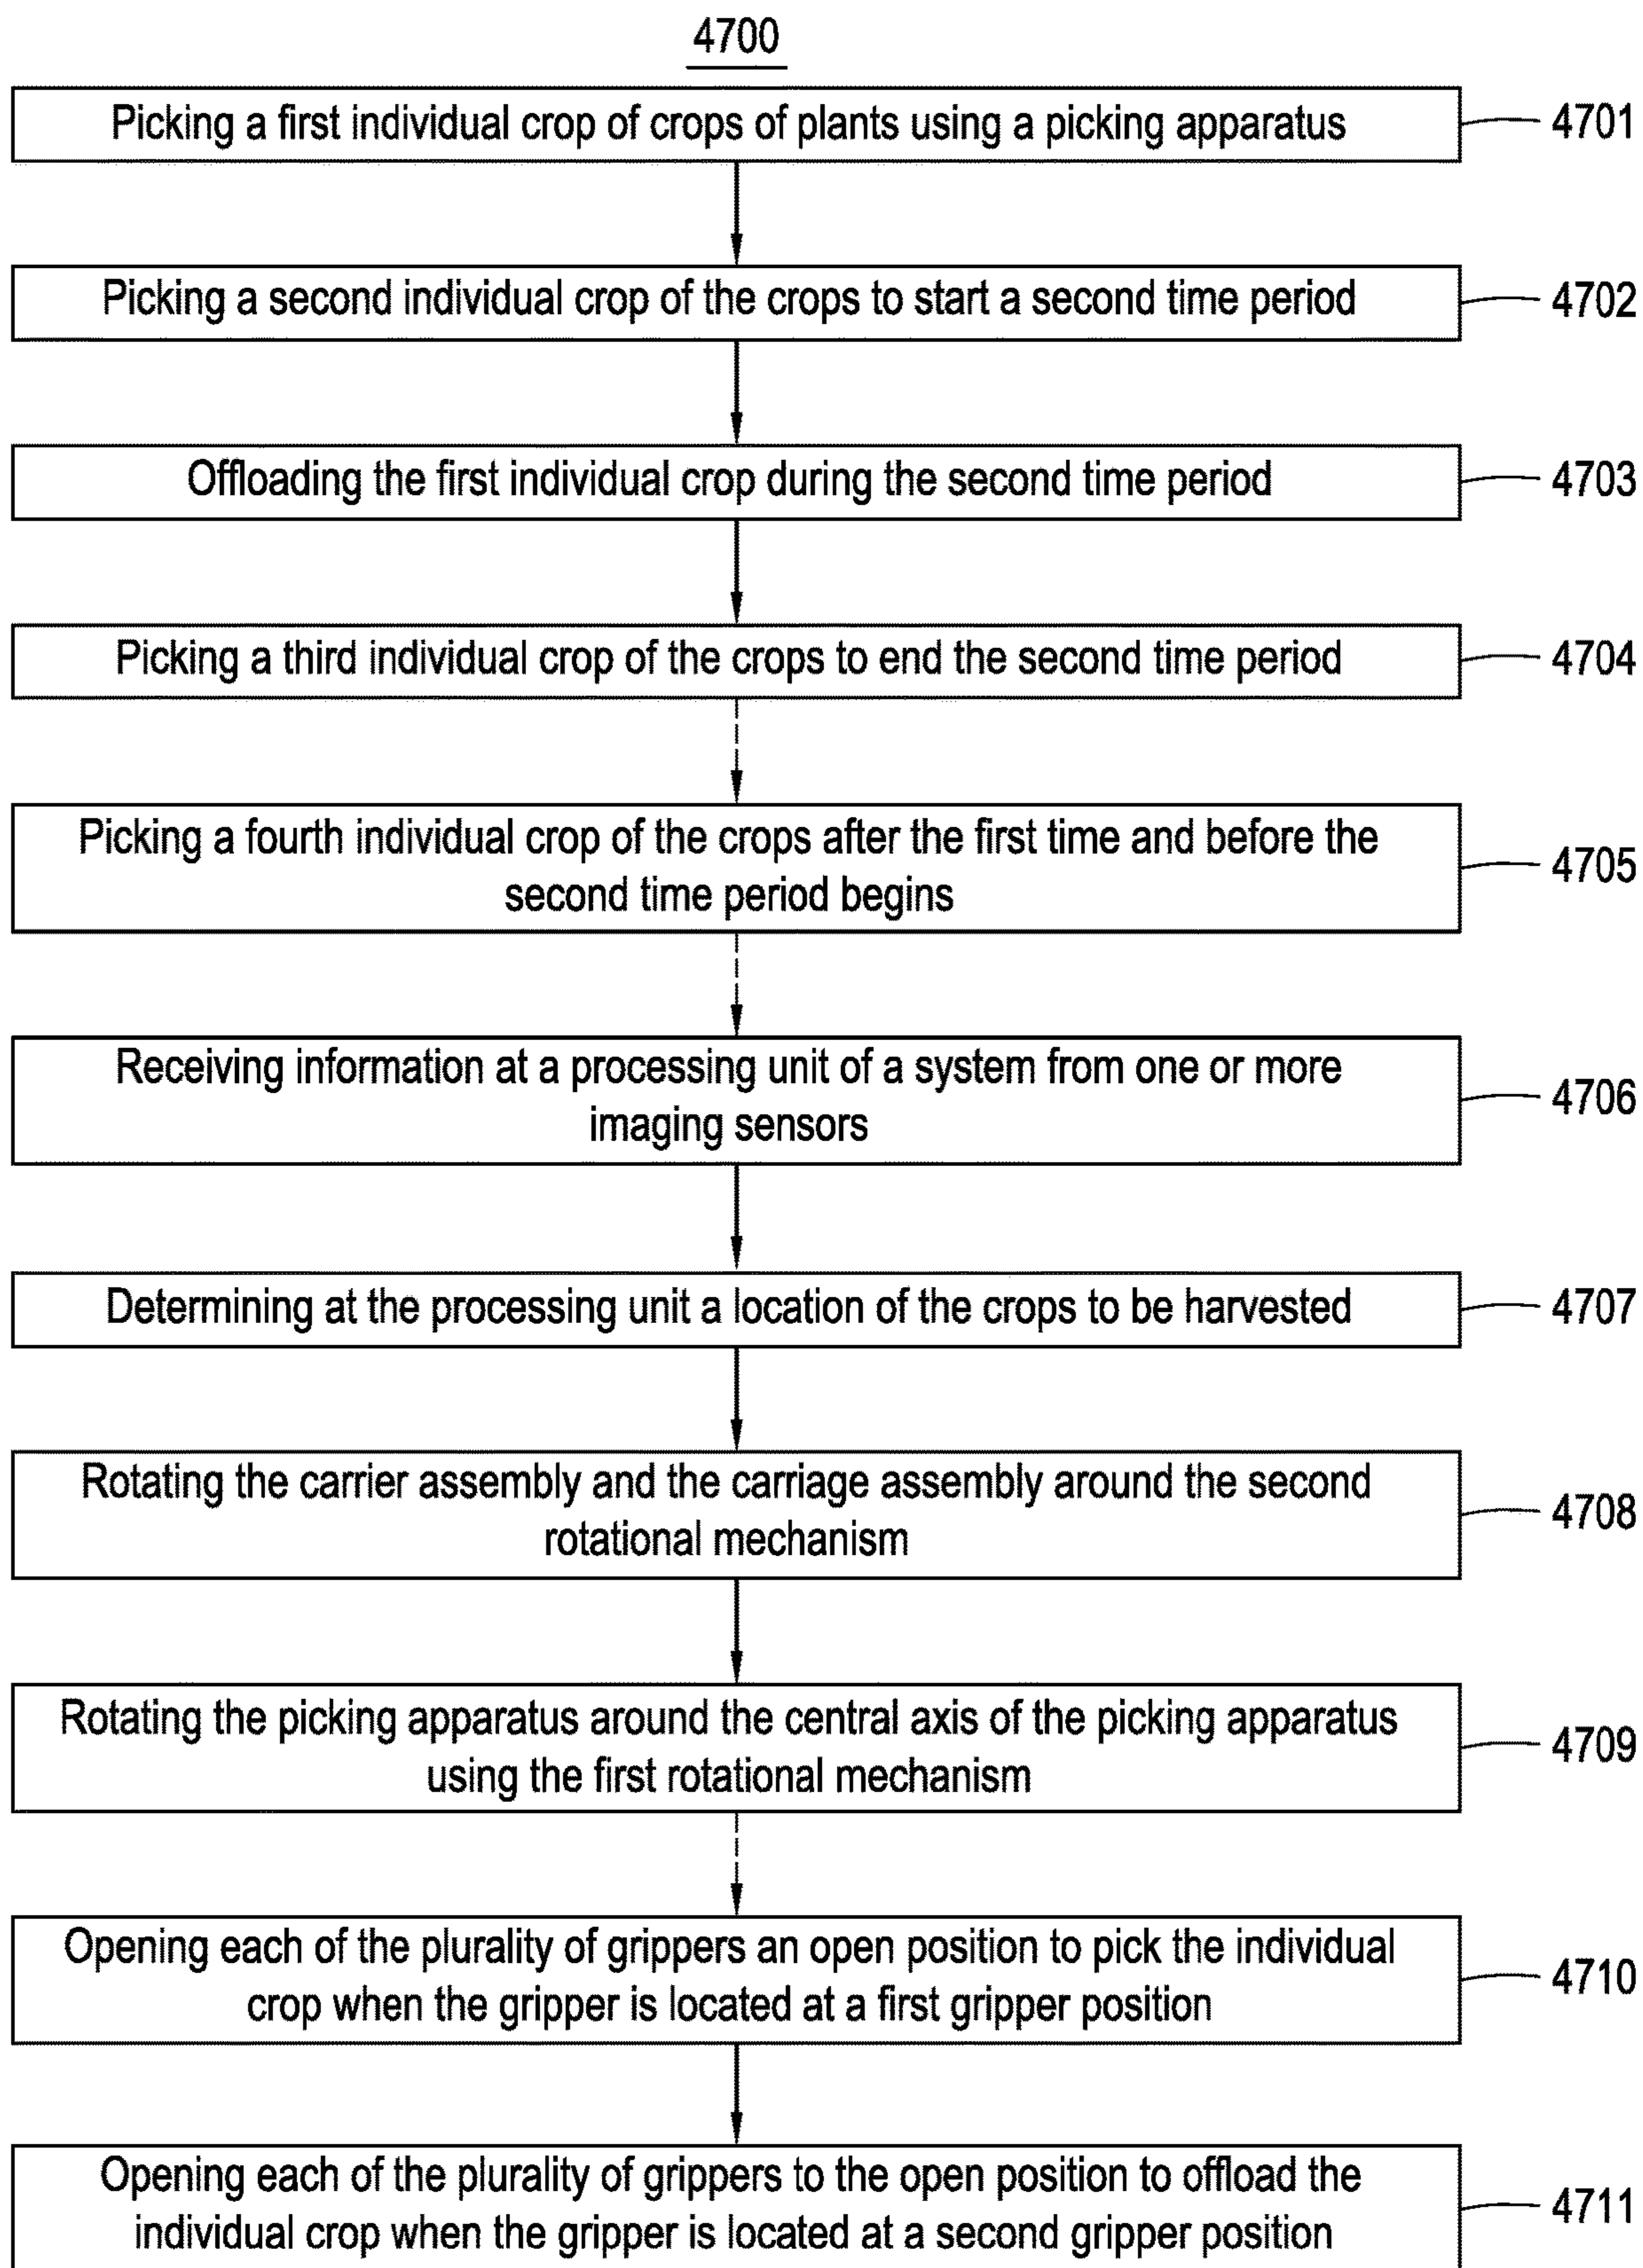 4700
Picking a first individual crop of crops of plants using a picking apparatus
4701
Picking a second individual crop of the crops to start a second time period
4702
Offloading the first individual crop during the second time period
4703
Picking a third individual crop of the crops to end the second time period
4704
Picking a fourth individual crop of the crops after the first time and before the
second time period begins
4705
Receiving information at a processing unit of a system from one or more
imaging sensors
4706
Determining at the processing unit a location of the crops to be harvested
4707
Rotating the carrier assembly and the carriage assembly around the second
rotational mechanism
4708
Rotating the picking apparatus around the central axis of the picking apparatus
using the first rotational mechanism
4709
Opening each of the plurality of grippers an open position to pick the individual
crop when the gripper is located at a first gripper position
4710
Opening each of the plurality of grippers to the open position to offload the
individual crop when the gripper is located at a second gripper position
4711